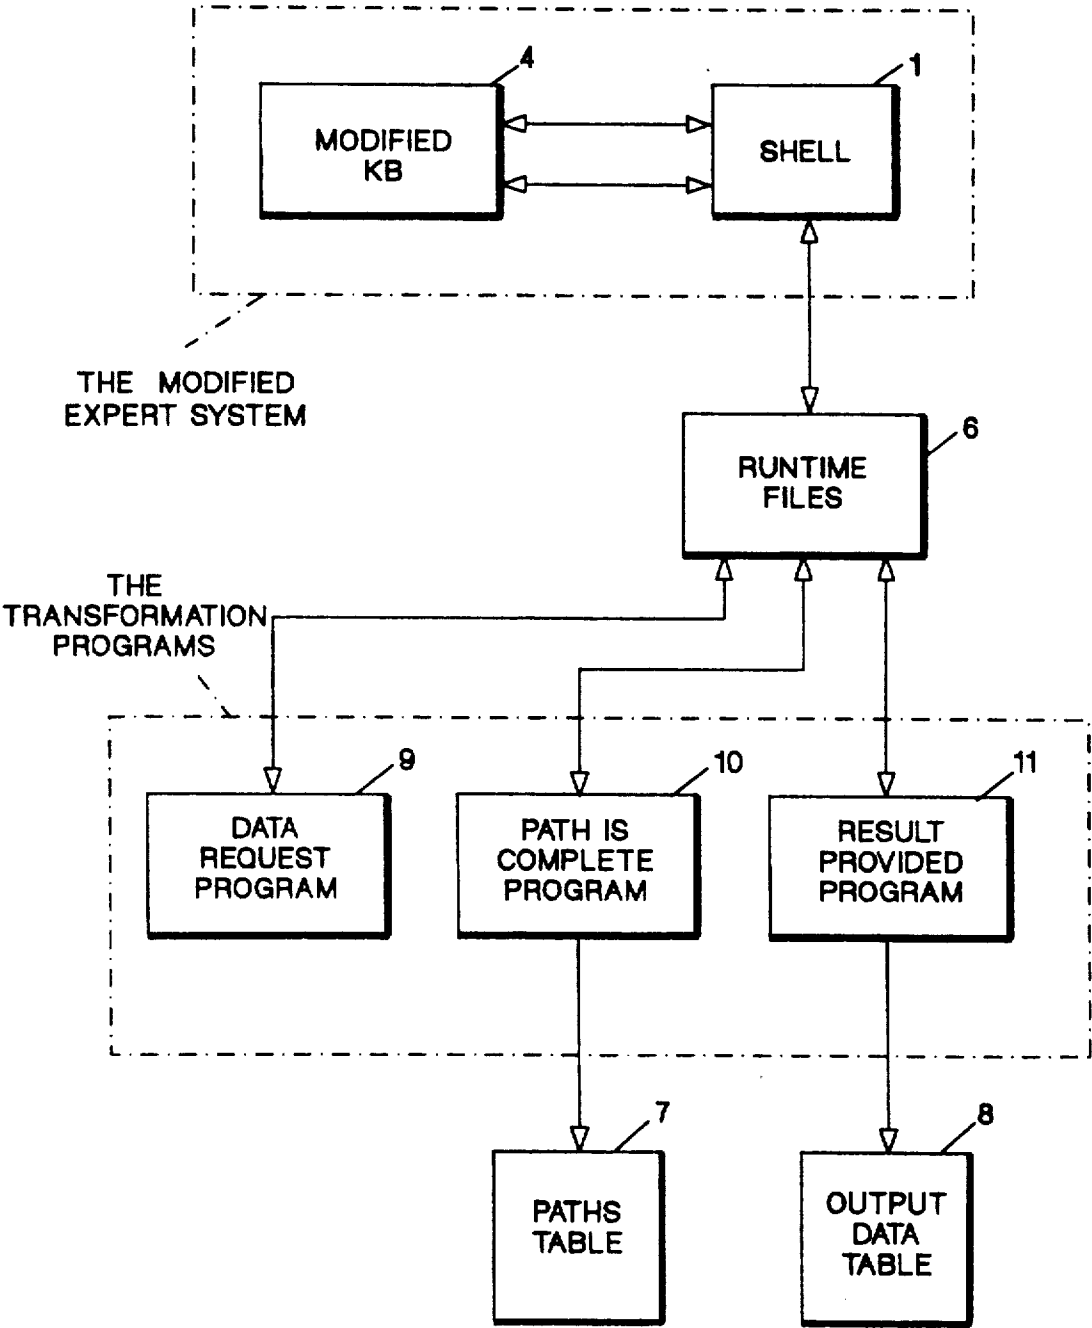 4
1
MODIFIED
KB
SHELL
THE MODIFIED
EXPERT SYSTEM
6
RUNTIME
FILES
THE
TRANSFORMATION
PROGRAMS
9
10
11
DATA
REQUEST
PROGRAM
PATH IS
COMPLETE
PROGRAM
RESULT
PROVIDED
PROGRAM
7
8
PATHS
TABLE
OUTPUT
DATA
TABLE